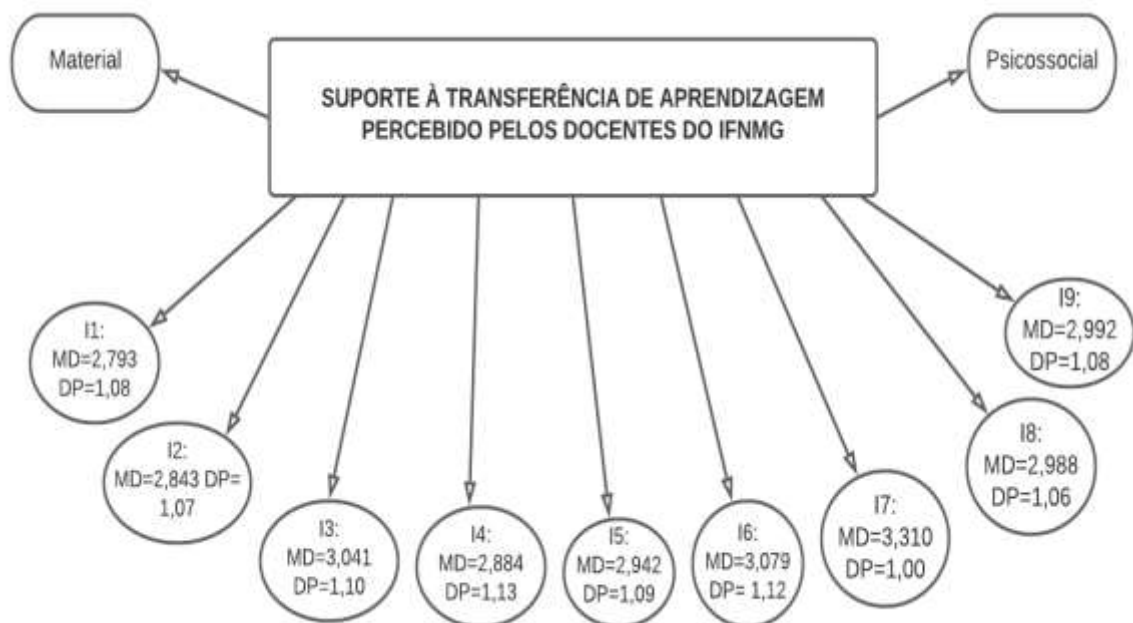 Material
SUPORTE À TRANSFERÊNCIA DE APRENDIZAGEM
PERCEBIDO PELOS DOCENTES DO IFNMG
Psicossocial
I1:
MD=2,793
DP=1,08
I2:
MD=2,843 DP=
1,07
I3:
MD=3,041
DP=1,10
I4:
MD=2,884
DP=1,13
I5:
MD=2,942
DP=1,09
I6:
MD=3,079
DP= 1,12
I7:
MD=3,310
DP=1,00
I8:
MD=2,988
DP=1,06
I9:
MD=2,992
DP=1,08